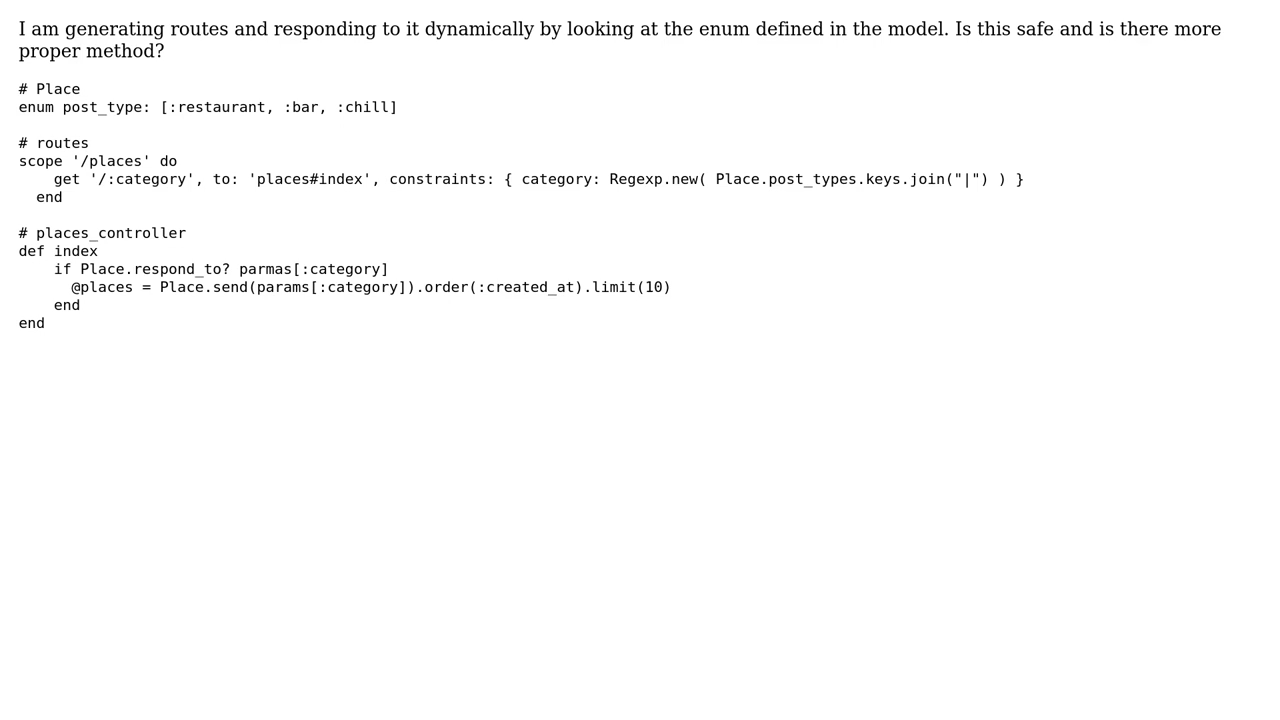 I am generating routes and responding to it dynamically by looking at the enum defined in the model. Is this safe and is there more
proper method?
# Place
enum post_type: [:restaurant, :bar, :chill]
# routes
scope '/places' do
    get '/:category', to: 'places#index', constraints: { category: Regexp.new( Place.post_types.keys.join("|") ) }
  end
# places_controller
def index
    if Place.respond_to? parmas[:category]
      @places = Place.send(params[:category]).order(:created_at).limit(10)
    end
end